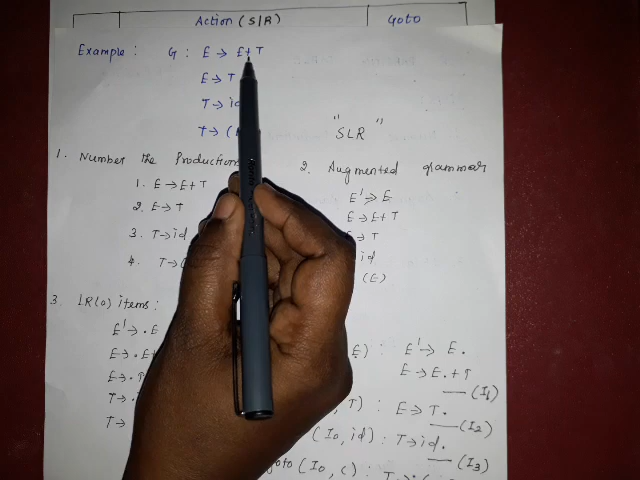 Action (S/R) Goto
Example : G : E → E+T
E → T
T → id
T → (
" SLR "
1. Number the Productions
1. E → E+T
2. E → T
3. T → id
4. T → (
2. Augmented grammar
E' → E
E → E+T
→ T
id
(E)
3. LR(0) items :
E' → .E
E → .E+
E → .T
T → .
T →
E) : E' → E.
E → E.+T
— (I1)
, T) : E → T.
— (I2)
(I0, id) : T → id.
— (I3)
goto (I0, ( ) :